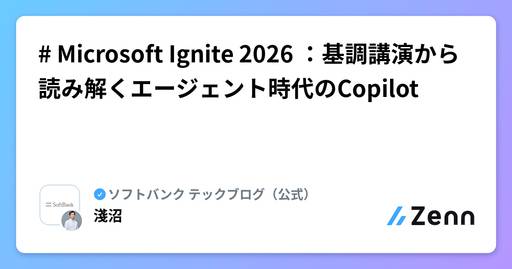 # Microsoft Ignite 2026 ：基調講演から
読み解くエージェント時代のCopilot
SoftBank
ソフトバンク テックブログ（公式）
淺沼
Zenn